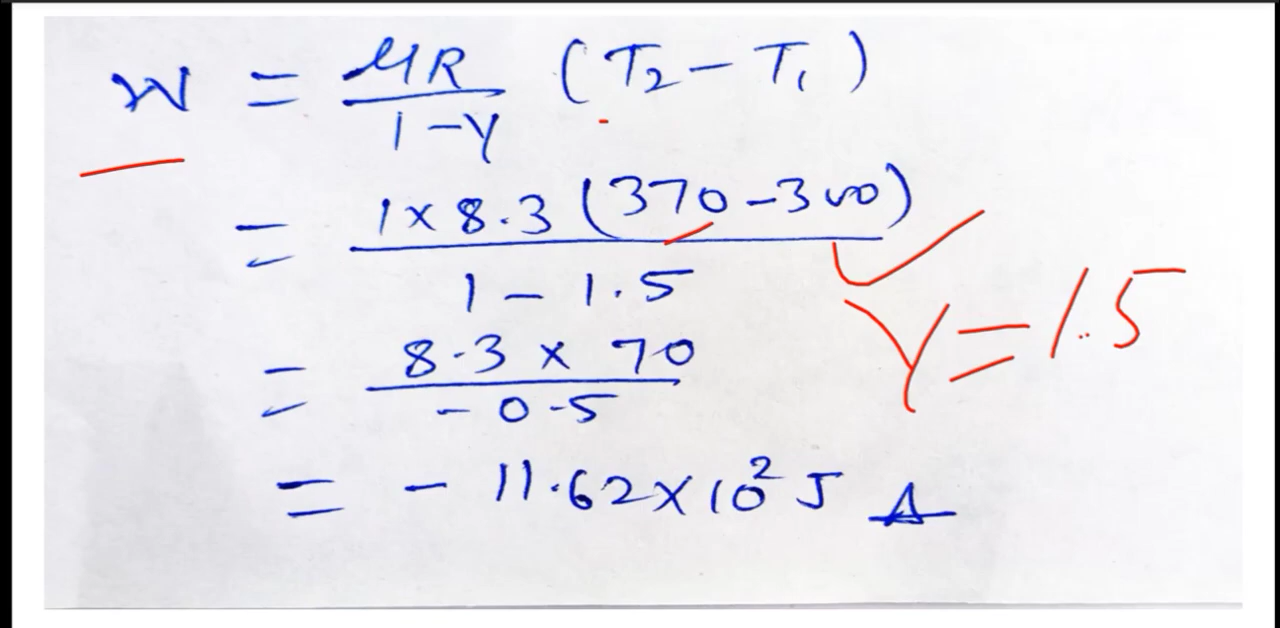 W = μR / 1 - γ (T₂ - T₁)
= 1 × 8.3 (370 - 300) / 1 - 1.5
γ = 1.5
= 8.3 × 70 / - 0.5
= - 11.62 × 10² J A